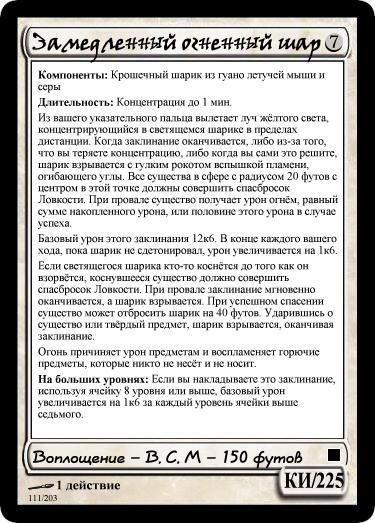 Замедленный огненный шар 7
Компоненты: Крошечный шарик из гуано летучей мыши и
серы
Длительность: Концентрация до 1 мин.
Из вашего указательного пальца вылетает луч жёлтого света,
концентрирующийся в светящемся шарике в пределах
дистанции. Когда заклинание оканчивается, либо из-за того,
что вы теряете концентрацию, либо когда вы сами это решите,
шарик взрывается с гулким рокотом вспышкой пламени,
огибающего углы. Все существа в сфере с радиусом 20 футов с
центром в этой точке должны совершить спасбросок
Ловкости. При провале существо получает урон огнём, равный
сумме накопленного урона, или половине этого урона в случае
успеха.
Базовый урон этого заклинания 12к6. В конце каждого вашего
хода, пока шарик не сдетонировал, урон увеличивается на 1к6.
Если светящегося шарика кто-то коснётся до того как он
взорвётся, коснувшееся существо должно совершить
спасбросок Ловкости. При провале заклинание мгновенно
оканчивается, а шарик взрывается. При успешном спасении
существо может отбросить шарик на 40 футов. Ударившись о
существо или твёрдый предмет, шарик взрывается, оканчивая
заклинание.
Огонь причиняет урон предметам и воспламеняет горючие
предметы, которые никто не несёт и не носит.
На больших уровнях: Если вы накладываете это заклинание,
используя ячейку 8 уровня или выше, базовый урон
увеличивается на 1к6 за каждый уровень ячейки выше
седьмого.
Воплощение – В, С, М – 150 футов
1 действие
КИ/225
111/203